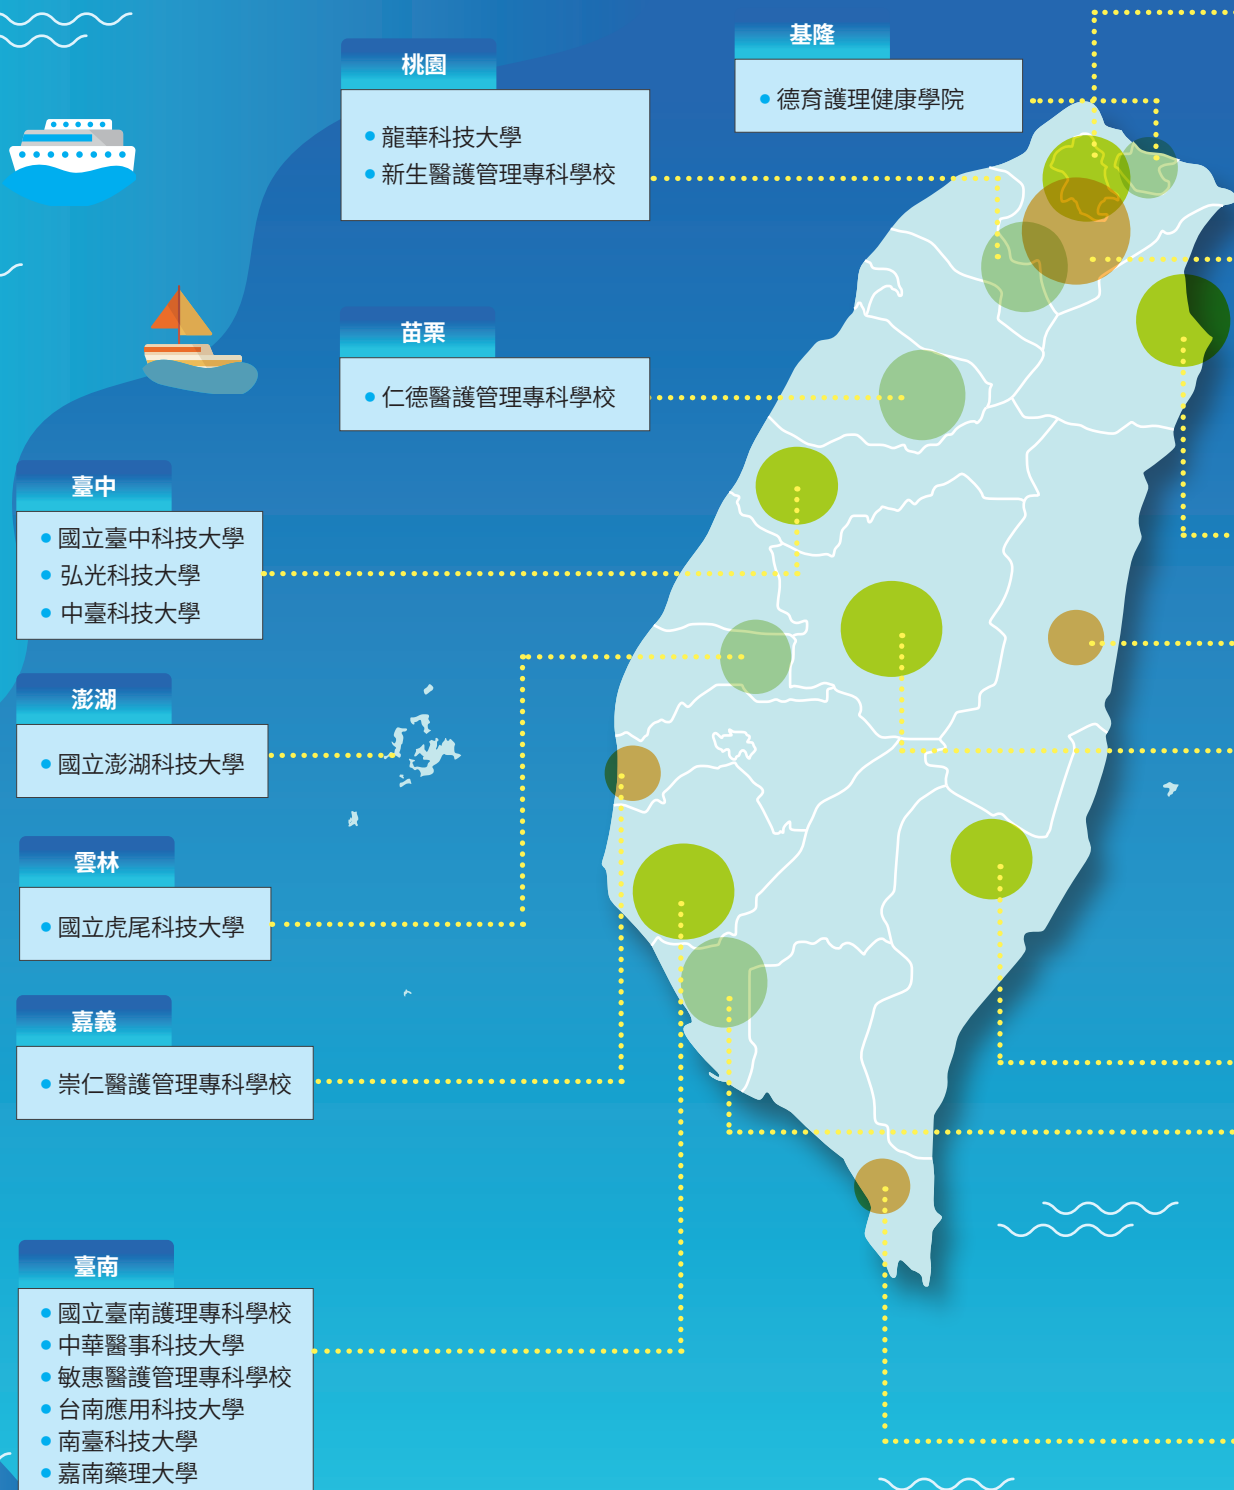 基隆
德育護理健康學院
桃園
龍華科技大學
新生醫護管理專科學校
苗栗
仁德醫護管理專科學校
臺中
國立臺中科技大學
弘光科技大學
中臺科技大學
澎湖
國立澎湖科技大學
雲林
國立虎尾科技大學
嘉義
崇仁醫護管理專科學校
臺南
國立臺南護理專科學校
中華醫事科技大學
敏惠醫護管理專科學校
台南應用科技大學
南臺科技大學
嘉南藥理大學